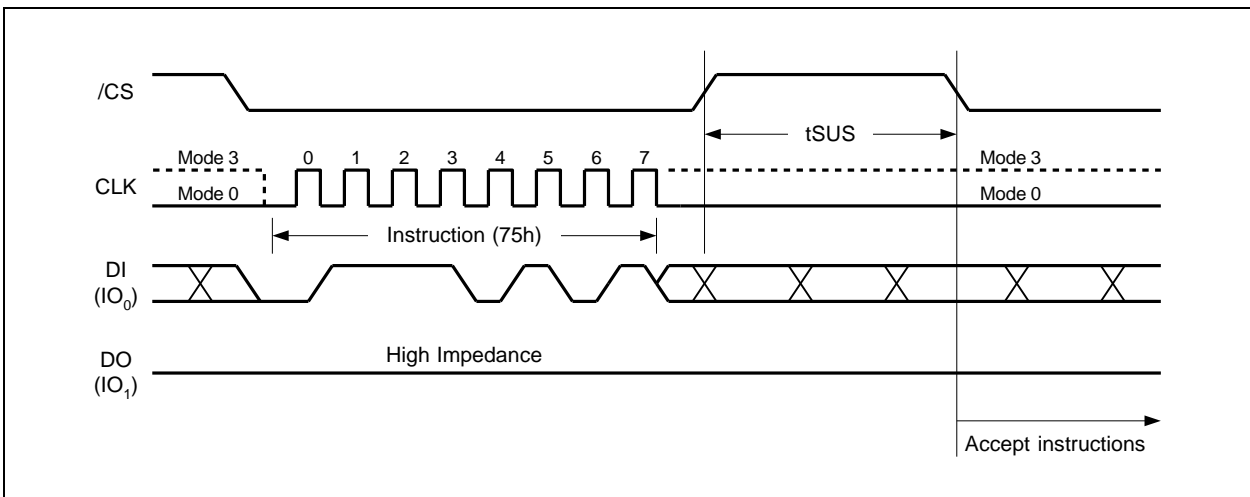 /CS
tSUS
Mode 3
0 1 2 3 4 5 6 7
Mode 3
CLK
Mode 0
Mode 0
Instruction (75h)
DI
(IO₀)
High Impedance
DO
(IO₁)
Accept instructions